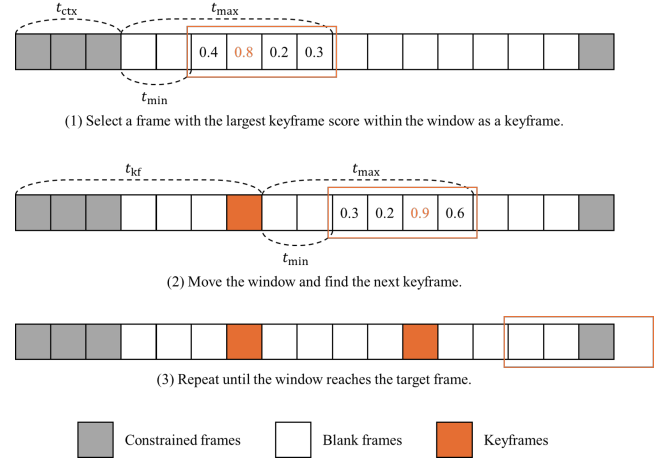 t_ctx t_max
0.4 0.8 0.2 0.3
t_min
(1) Select a frame with the largest keyframe score within the window as a keyframe.
t_kf t_max
0.3 0.2 0.9 0.6
t_min
(2) Move the window and find the next keyframe.
(3) Repeat until the window reaches the target frame.
Constrained frames Blank frames Keyframes